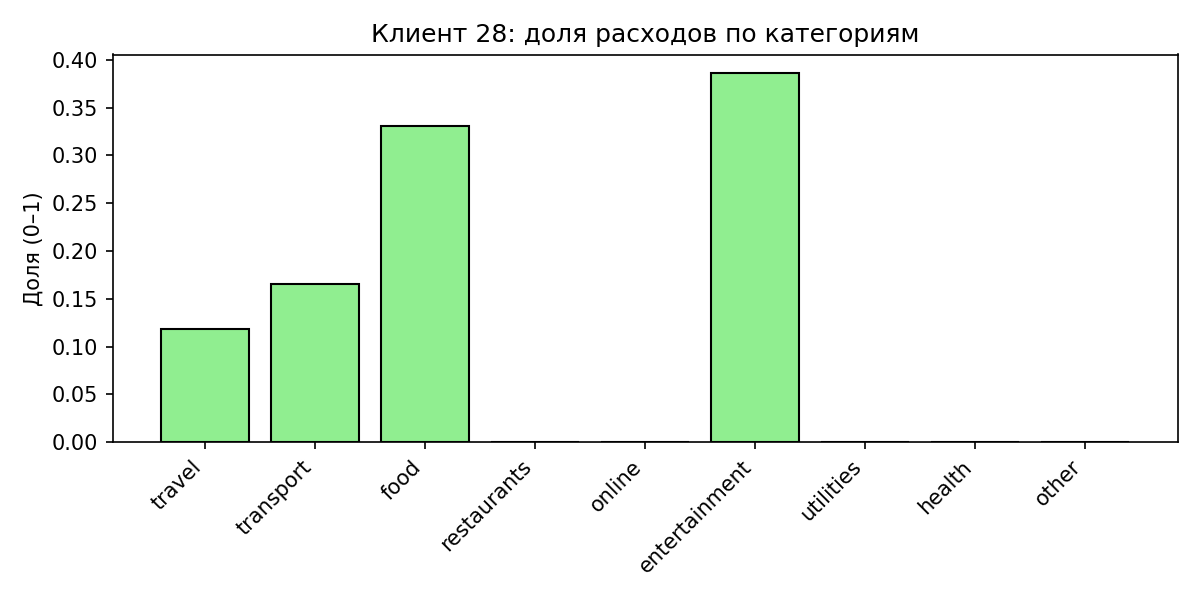 Клиент 28: доля расходов по категориям
Доля (0–1)
0.40
0.35
0.30
0.25
0.20
0.15
0.10
0.05
0.00
travel
transport
food
restaurants
online
entertainment
utilities
health
other